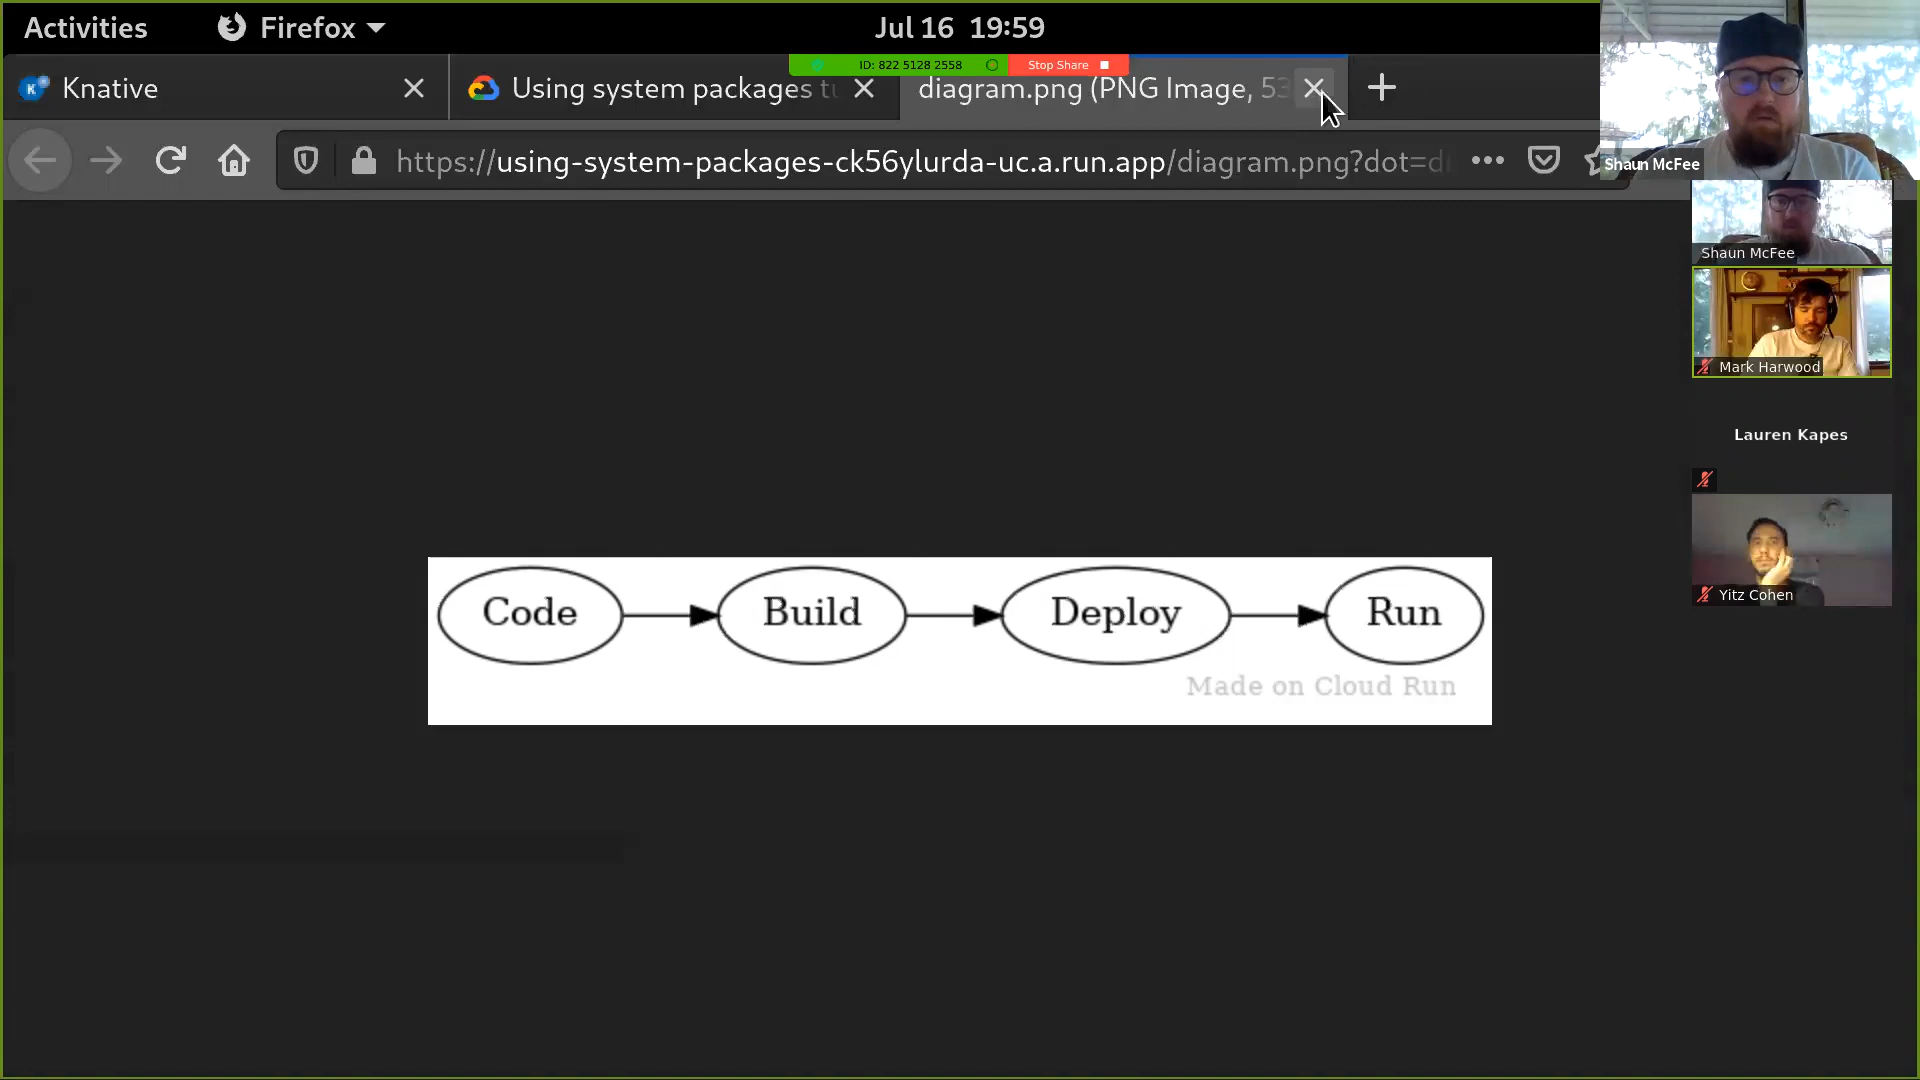 Activities
Firefox
Jul 16 19:59
Knative
Using system packages tu
diagram.png (PNG Image, 53
ID: 822 5128 2558
Stop Share
https://using-system-packages-ck56ylurda-uc.a.run.app/diagram.png?dot=d
Shaun McFee
Shaun McFee
Mark Harwood
Lauren Kapes
Yitz Cohen
Code
Build
Deploy
Run
Made on Cloud Run